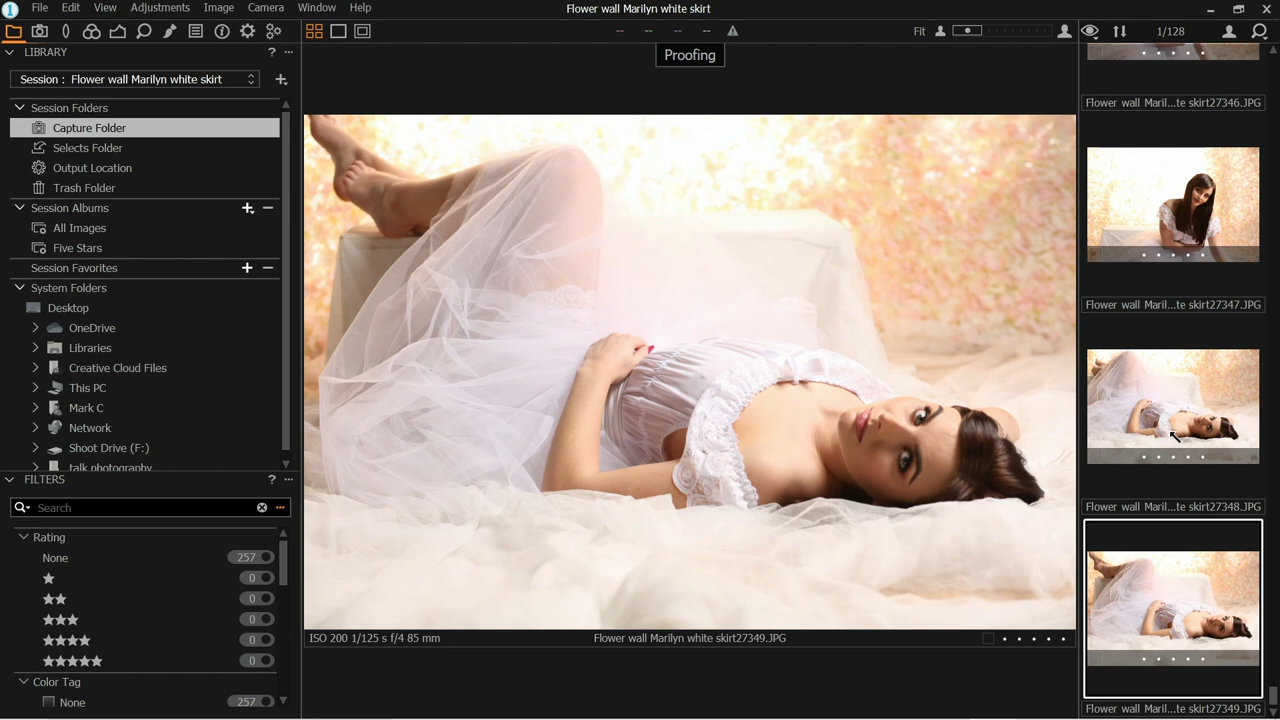 File Edit View Adjustments Image Camera Window Help
Flower wall Marilyn white skirt
Fit
1/128
LIBRARY ?
Session : Flower wall Marilyn white skirt
Session Folders
Capture Folder
Selects Folder
Output Location
Trash Folder
Session Albums
All Images
Five Stars
Session Favorites
System Folders
Desktop
OneDrive
Libraries
Creative Cloud Files
This PC
Mark C
Network
Shoot Drive (F:)
talk photography
FILTERS ?
Search
Rating
None 257
0
0
0
0
0
Color Tag
None 257
Proofing
ISO 200 1/125 s f/4 85 mm
Flower wall Marilyn white skirt27349.JPG
Flower wall Maril...te skirt27346.JPG
Flower wall Maril...te skirt27347.JPG
Flower wall Maril...te skirt27348.JPG
Flower wall Maril...te skirt27349.JPG